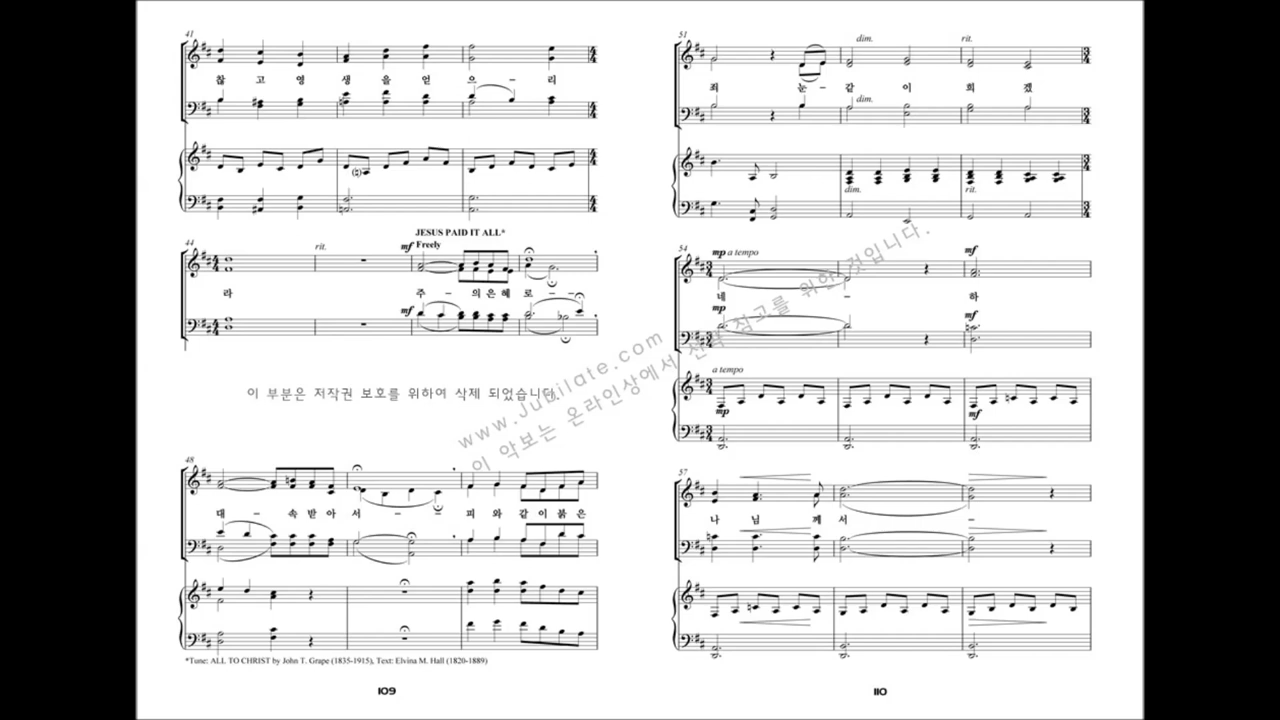 41
찮고영생을얻으 - 리
44
rit.
JESUS PAID IT ALL*
mf Freely
라 주 - 의은혜로 -
mf
이 부분은 저작권 보호를 위하여 삭제 되었습니다.
48
대 - 속받아서 - - 피와같이붉은
*Tune: ALL TO CHRIST by John T. Grape (1835-1915), Text: Elvina M. Hall (1820-1889)
109
51
dim.
rit.
죄 눈 - 같이희겠
dim.
dim.
rit.
54
mp a tempo
mf
네 - 하
mp
mf
a tempo
mp
mf
57
나님께서 -
110
www.Jubilate.com
이 악보는 온라인상에서 선택 참고를 위한 것입니다.